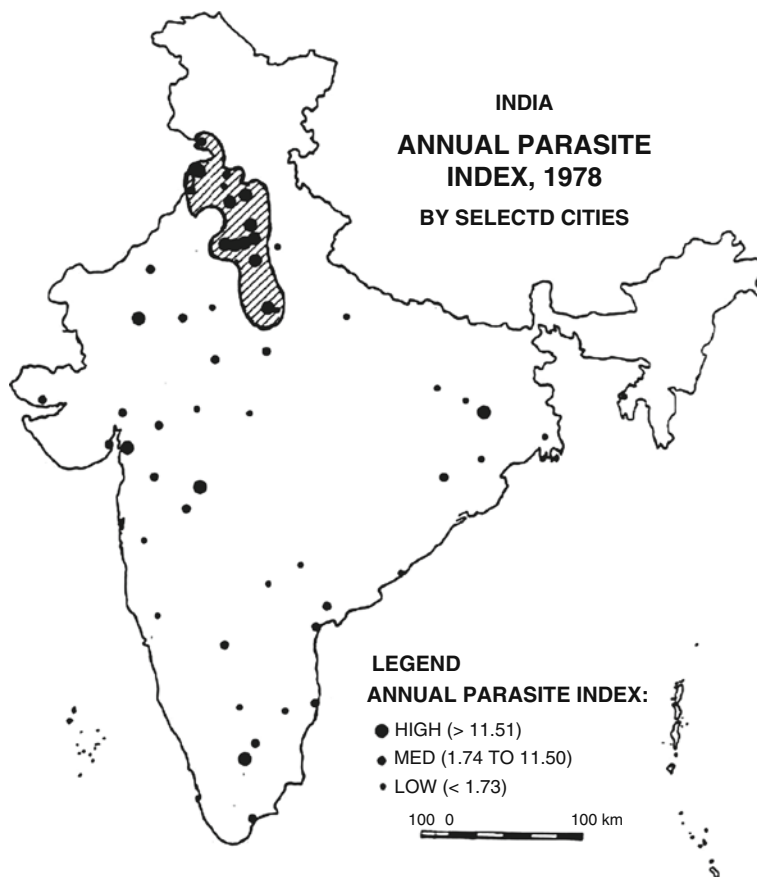 INDIA
ANNUAL PARASITE
INDEX, 1978
BY SELECTD CITIES
LEGEND
ANNUAL PARASITE INDEX:
HIGH (> 11.51)
MED (1.74 TO 11.50)
LOW (< 1.73)
100 0 100 km